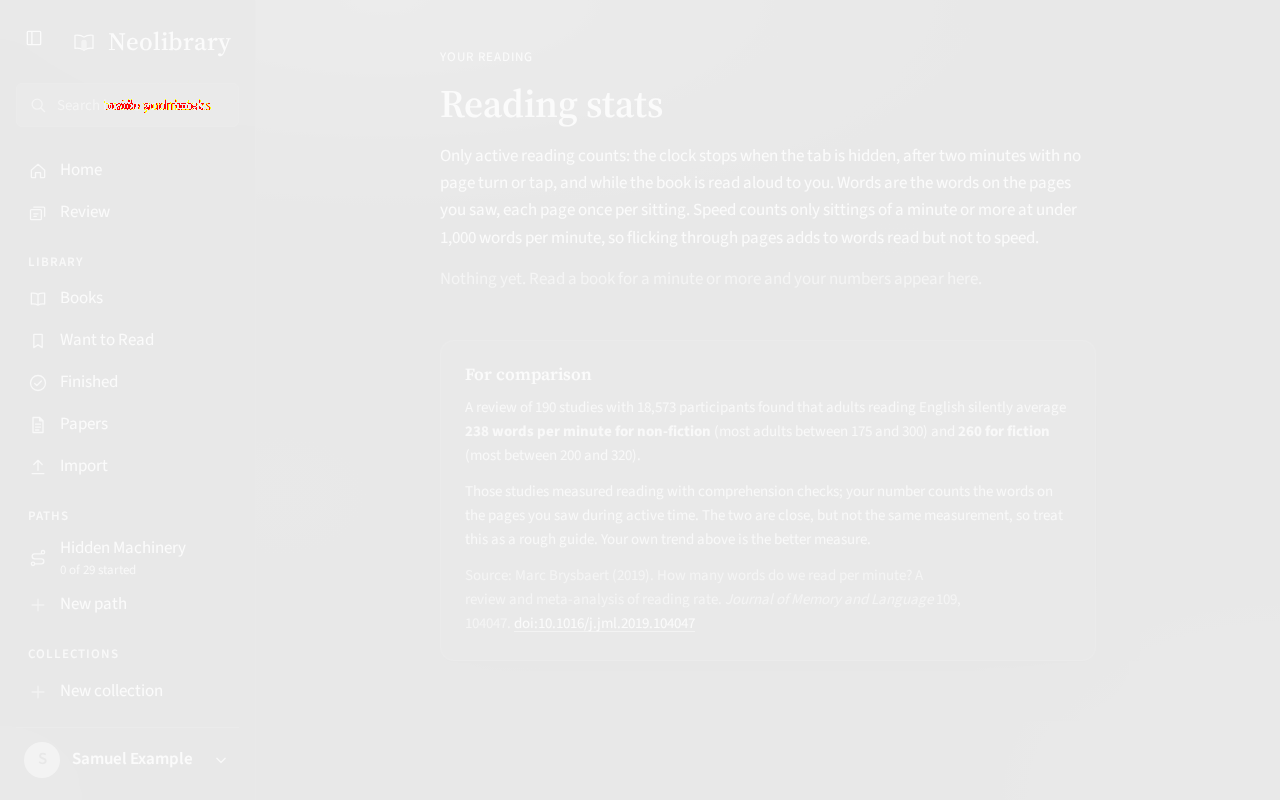 Neolibrary
Search
Home
Review
LIBRARY
Books
Want to Read
Finished
Papers
Import
PATHS
Hidden Machinery
0 of 29 started
New path
COLLECTIONS
New collection
S
Samuel Example
YOUR READING
Reading stats
Only active reading counts: the clock stops when the tab is hidden, after two minutes with no
page turn or tap, and while the book is read aloud to you. Words are the words on the pages
you saw, each page once per sitting. Speed counts only sittings of a minute or more at under
1,000 words per minute, so flicking through pages adds to words read but not to speed.
Nothing yet. Read a book for a minute or more and your numbers appear here.
For comparison
A review of 190 studies with 18,573 participants found that adults reading English silently average
238 words per minute for non-fiction (most adults between 175 and 300) and 260 for fiction
(most between 200 and 320).
Those studies measured reading with comprehension checks; your number counts the words on
the pages you saw during active time. The two are close, but not the same measurement, so treat
this as a rough guide. Your own trend above is the better measure.
Source: Marc Brysbaert (2019). How many words do we read per minute? A
review and meta-analysis of reading rate. Journal of Memory and Language 109,
104047. doi:10.1016/j.jml.2019.104047